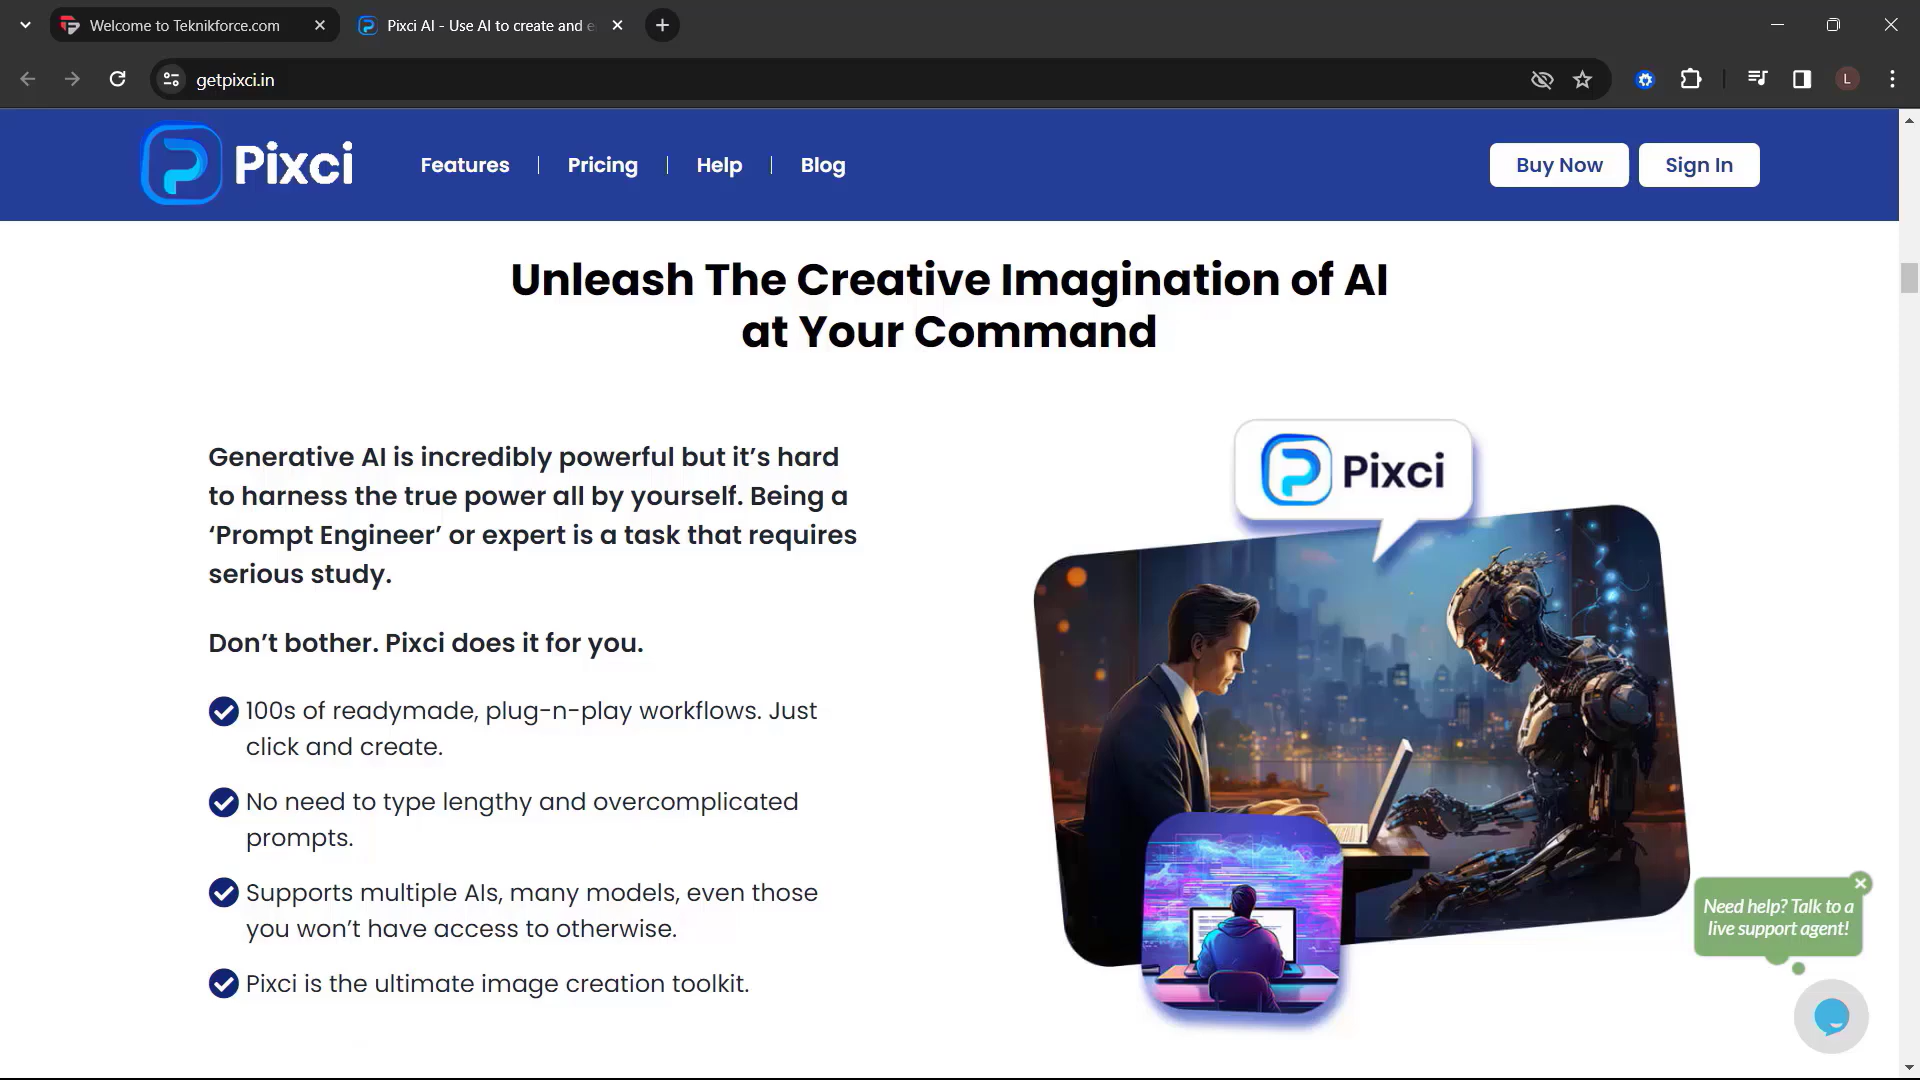 Welcome to Teknikforce.com
Pixci AI - Use AI to create and e
getpixci.in
L
Pixci
Features
Pricing
Help
Blog
Buy Now
Sign In
Unleash The Creative Imagination of AI
at Your Command
Generative AI is incredibly powerful but it’s hard
to harness the true power all by yourself. Being a
‘Prompt Engineer’ or expert is a task that requires
serious study.
Don’t bother. Pixci does it for you.
100s of readymade, plug-n-play workflows. Just
click and create.
No need to type lengthy and overcomplicated
prompts.
Supports multiple AIs, many models, even those
you won’t have access to otherwise.
Pixci is the ultimate image creation toolkit.
Pixci
Need help? Talk to a
live support agent!